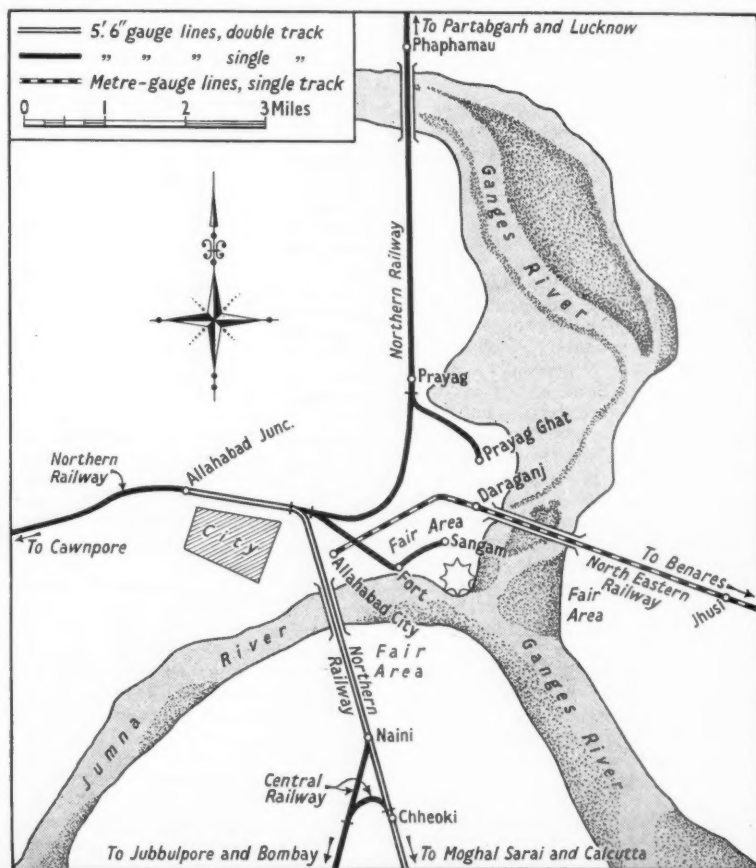 5'. 6" gauge lines, double track
" " " single "
Metre-gauge lines, single track
0 1 2 3 Miles
To Partabgarh and Lucknow
Phaphamau
Ganges River
Northern Railway
Prayag
Prayag Ghat
Allahabad Junc.
Northern
Railway
Daraganj
City
To Cawnpore
Fair Area
Sangam
Fort
Allahabad City
To Benares
North Eastern
Railway
Jhusi
Fair
Area
Jumna River
Northern
Railway
Fair
Area
Ganges River
Naini
Central
Railway
Chheoki
To Jubbulpore and Bombay
To Moghal Sarai and Calcutta